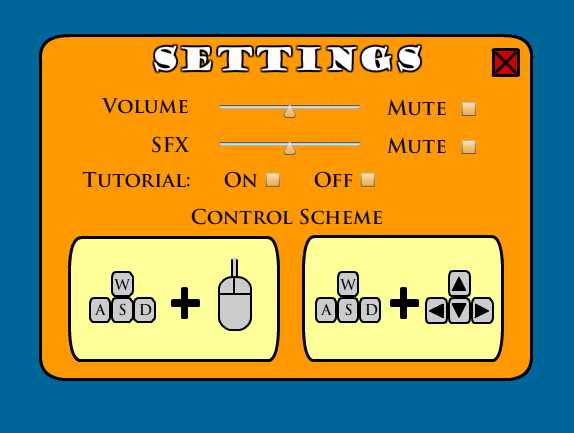 SETTINGS
VOLUME MUTE
SFX MUTE
TUTORIAL: ON OFF
CONTROL SCHEME
W W
A S D A S D